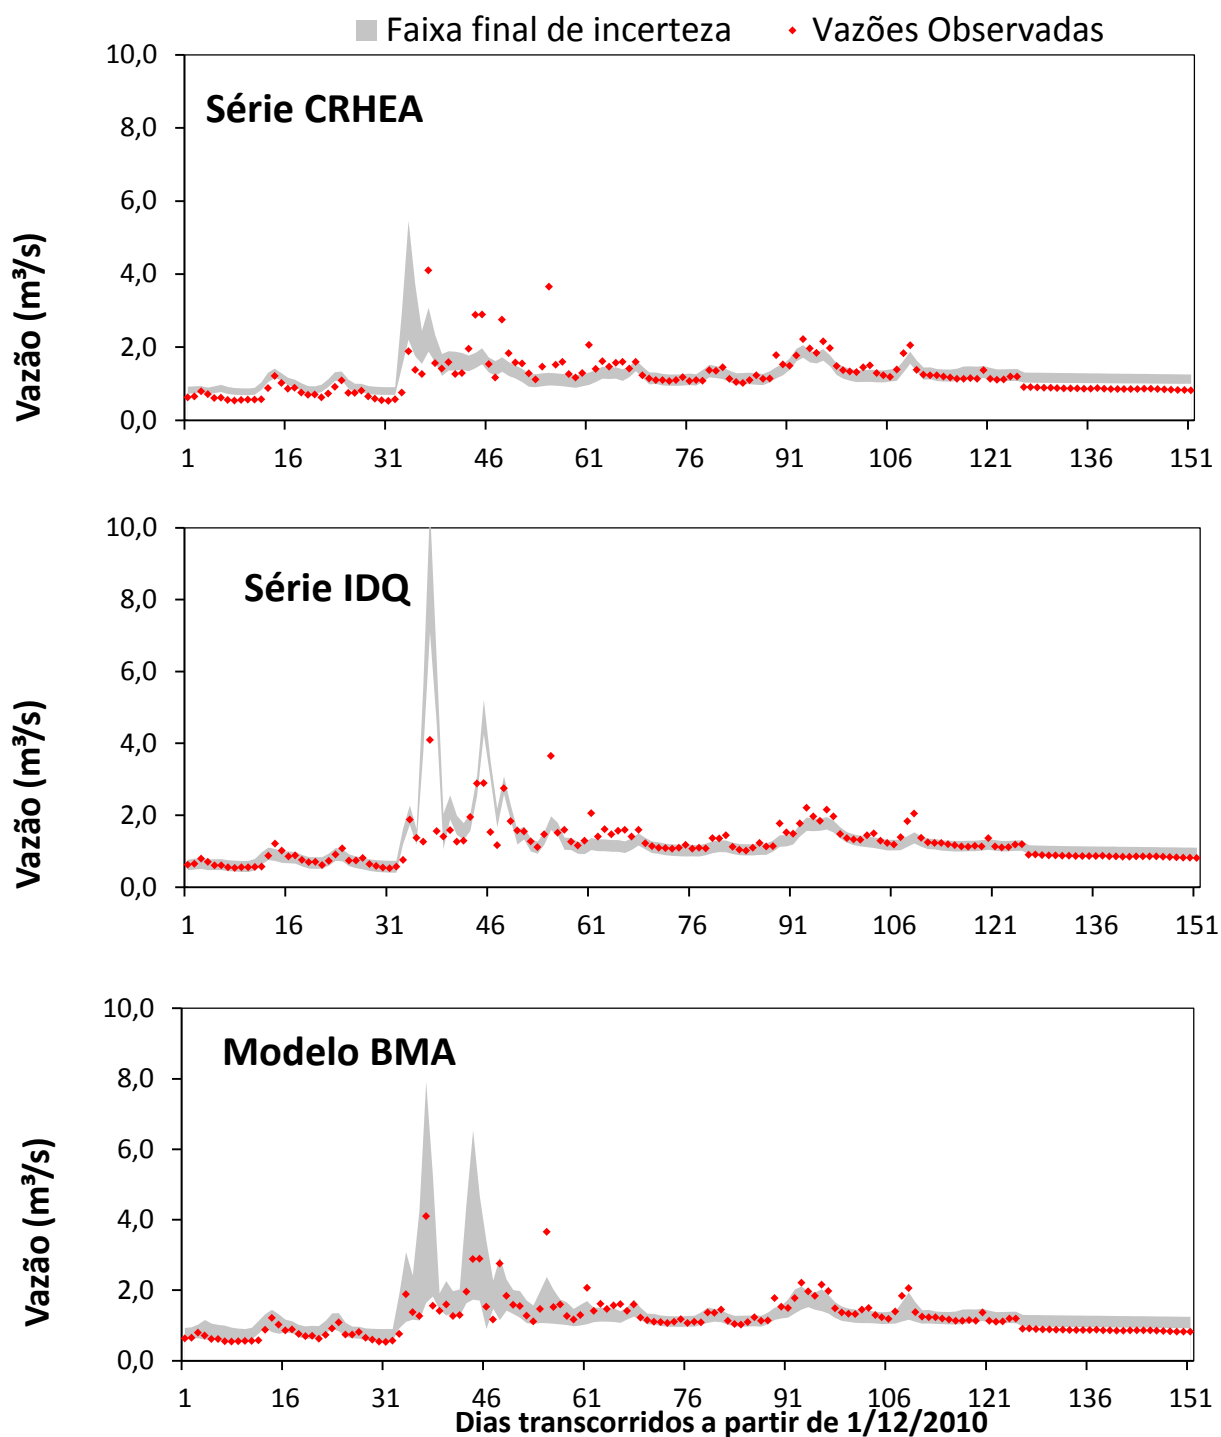 Faixa final de incerteza Vazões Observadas
10,0
8,0
6,0
4,0
2,0
0,0
Série CRHEA
Vazão (m³/s)
1 16 31 46 61 76 91 106 121 136 151
10,0
8,0
6,0
4,0
2,0
0,0
Série IDQ
Vazão (m³/s)
1 16 31 46 61 76 91 106 121 136 151
10,0
8,0
6,0
4,0
2,0
0,0
Modelo BMA
Vazão (m³/s)
1 16 31 46 61 76 91 106 121 136 151
Dias transcorridos a partir de 1/12/2010